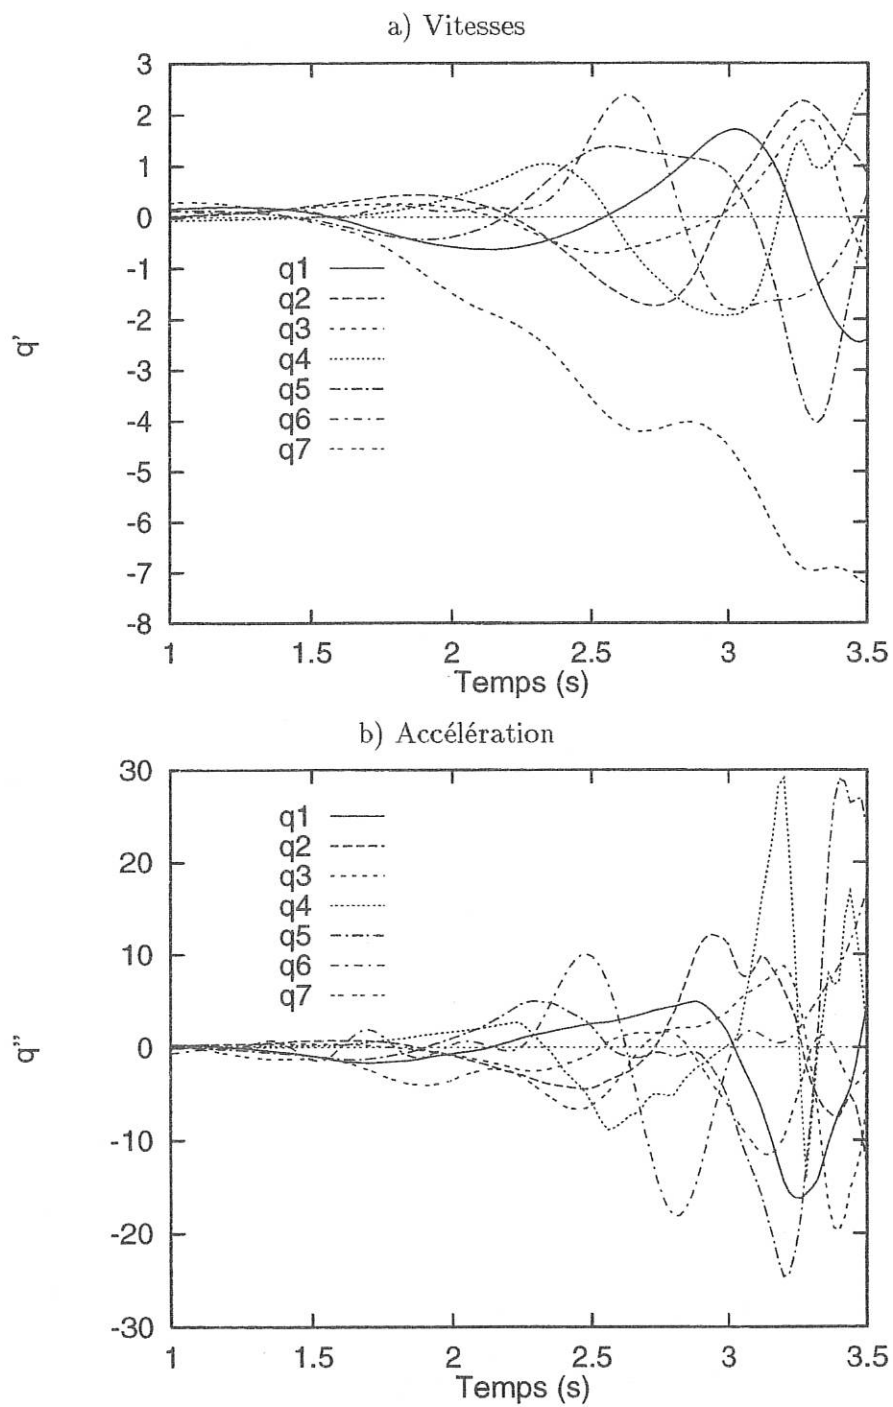 a) Vitesses
3
2
1
0
-1
-2
-3
-4
-5
-6
-7
-8
q'
q1
q2
q3
q4
q5
q6
q7
1 1.5 2 2.5 3 3.5
Temps (s)
b) Accélération
30
20
10
0
-10
-20
-30
q"
q1
q2
q3
q4
q5
q6
q7
1 1.5 2 2.5 3 3.5
Temps (s)